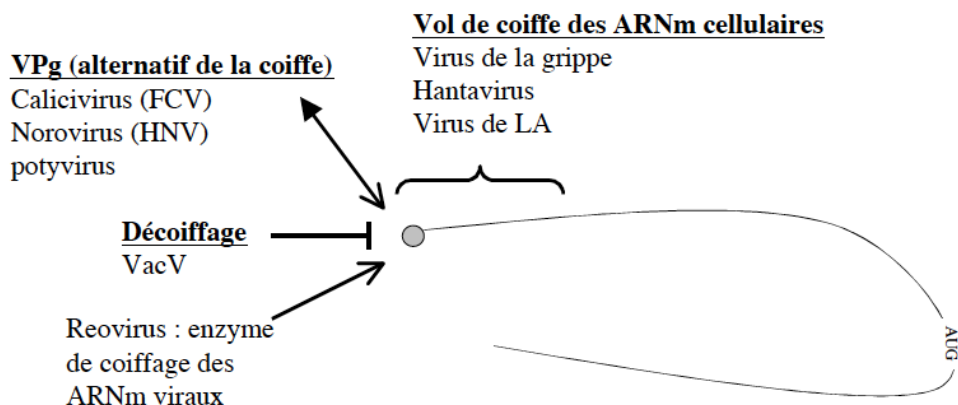 Vol de coiffe des ARNm cellulaires
Virus de la grippe
Hantavirus
Virus de LA
VPg (alternatif de la coiffe)
Calicivirus (FCV)
Norovirus (HNV)
potyvirus
Décoiffage
VacV
Reovirus : enzyme
de coiffage des
ARNm viraux
AUG